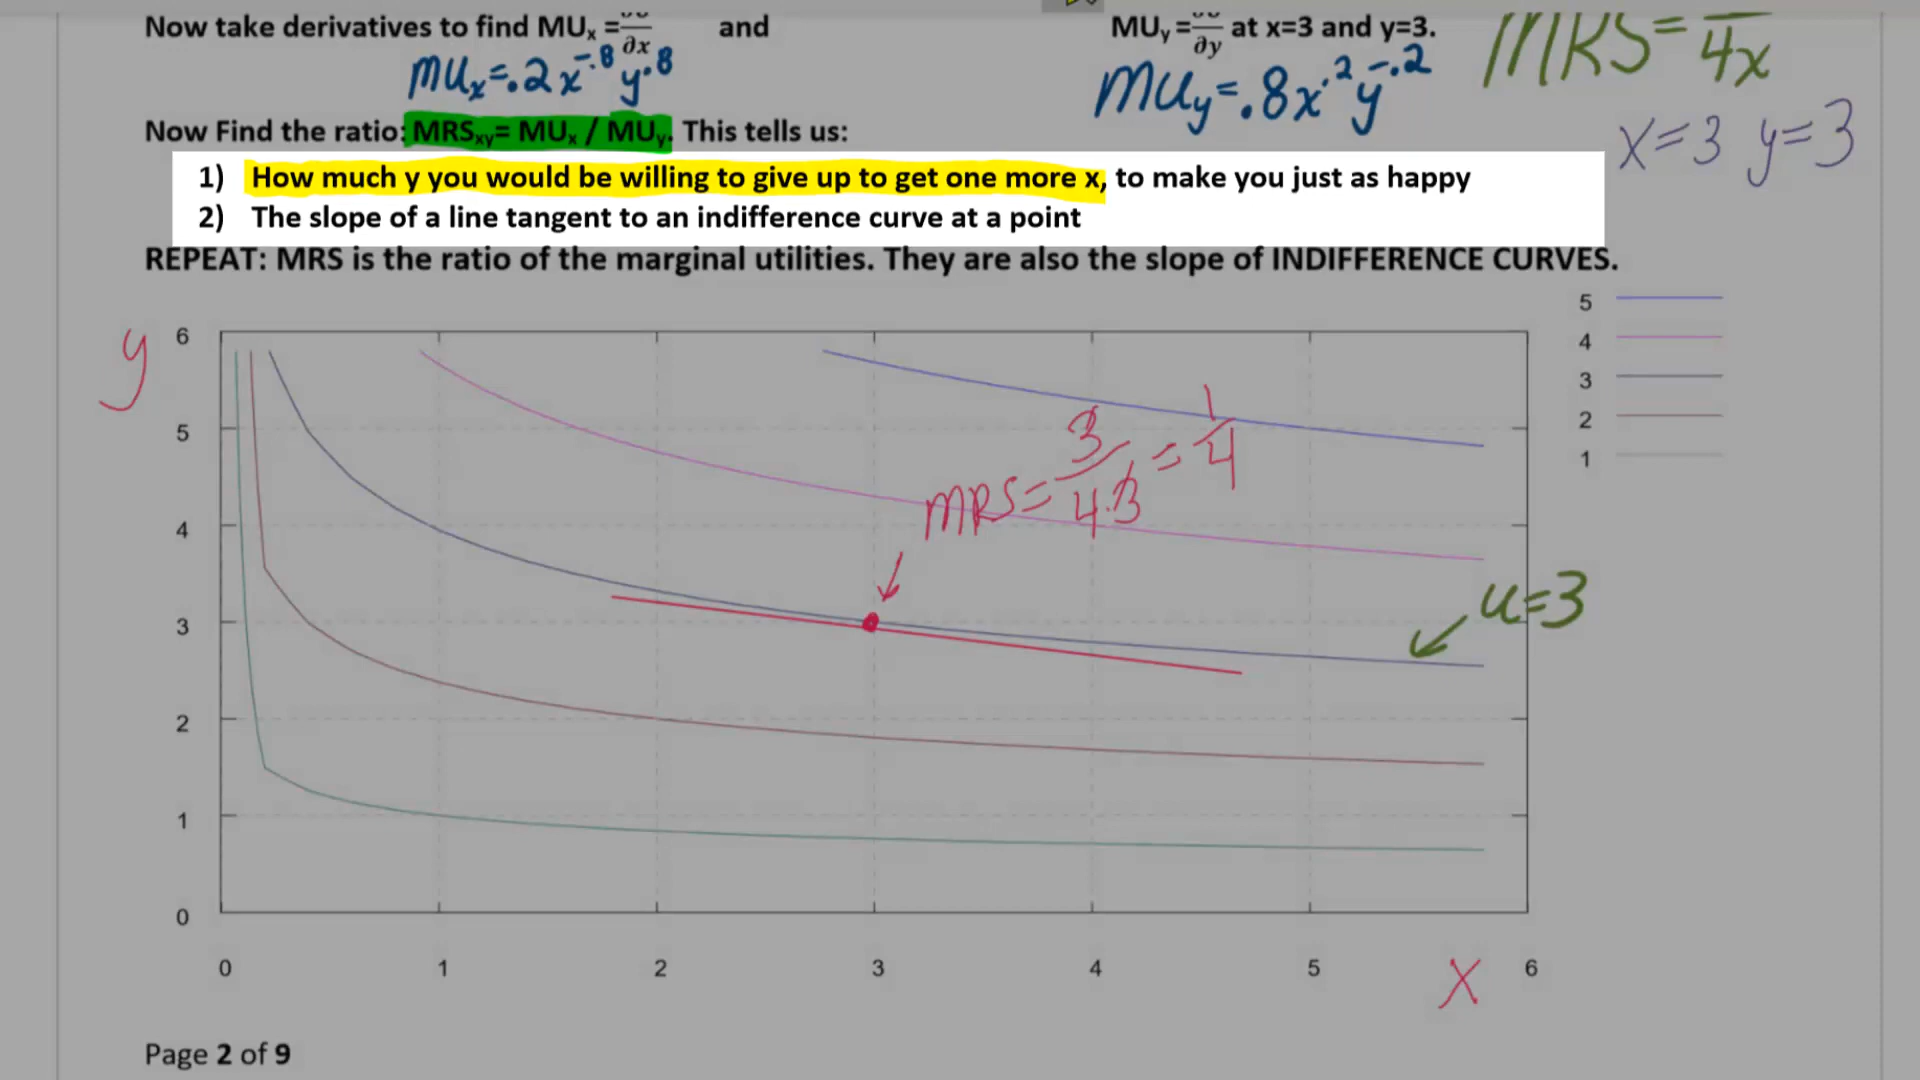 Now take derivatives to find MUx = ∂x and MUy = ∂y at x=3 and y=3.
MUx=.2x^-.8 y^.8
MUy=.8x^.2 y^-.2
MRS= 4x
x=3 y=3
Now Find the ratio: MRSxy= MUx / MUy. This tells us:
1) How much y you would be willing to give up to get one more x, to make you just as happy
2) The slope of a line tangent to an indifference curve at a point
REPEAT: MRS is the ratio of the marginal utilities. They are also the slope of INDIFFERENCE CURVES.
5
4
3
2
1
y
6
5
4
3
2
1
0
MRS= 3/4·3 = 1/4
u=3
0 1 2 3 4 5 6
X
Page 2 of 9